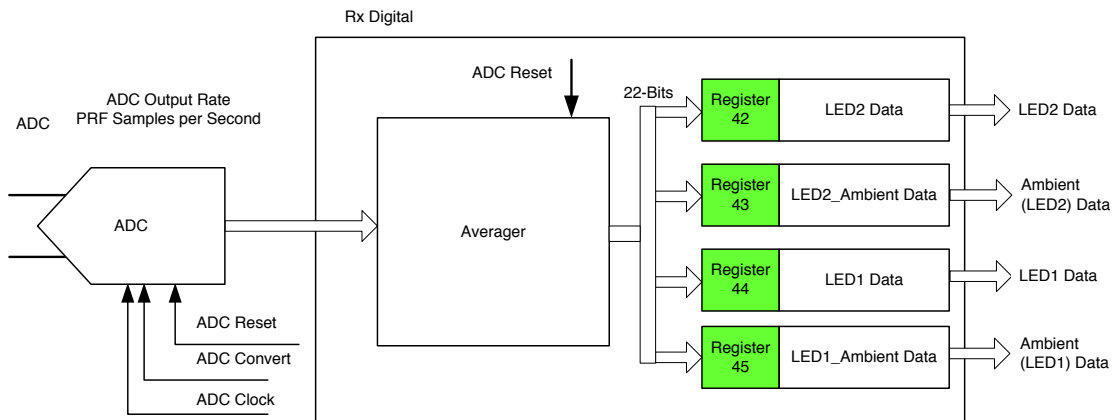 Rx Digital
ADC Reset
22-Bits
ADC Output Rate
PRF Samples per Second
ADC
ADC
Averager
Register
42
LED2 Data
LED2 Data
Register
43
LED2_Ambient Data
Ambient
(LED2) Data
Register
44
LED1 Data
LED1 Data
Register
45
LED1_Ambient Data
Ambient
(LED1) Data
ADC Reset
ADC Convert
ADC Clock